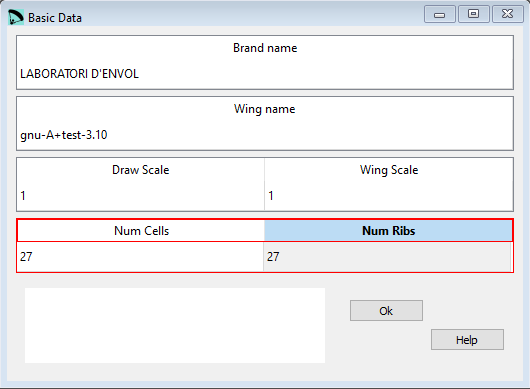 Basic Data
Brand name
LABORATORI D'ENVOL
Wing name
gnu-A+test-3.10
Draw Scale Wing Scale
1 1
Num Cells Num Ribs
27 27
Ok
Help